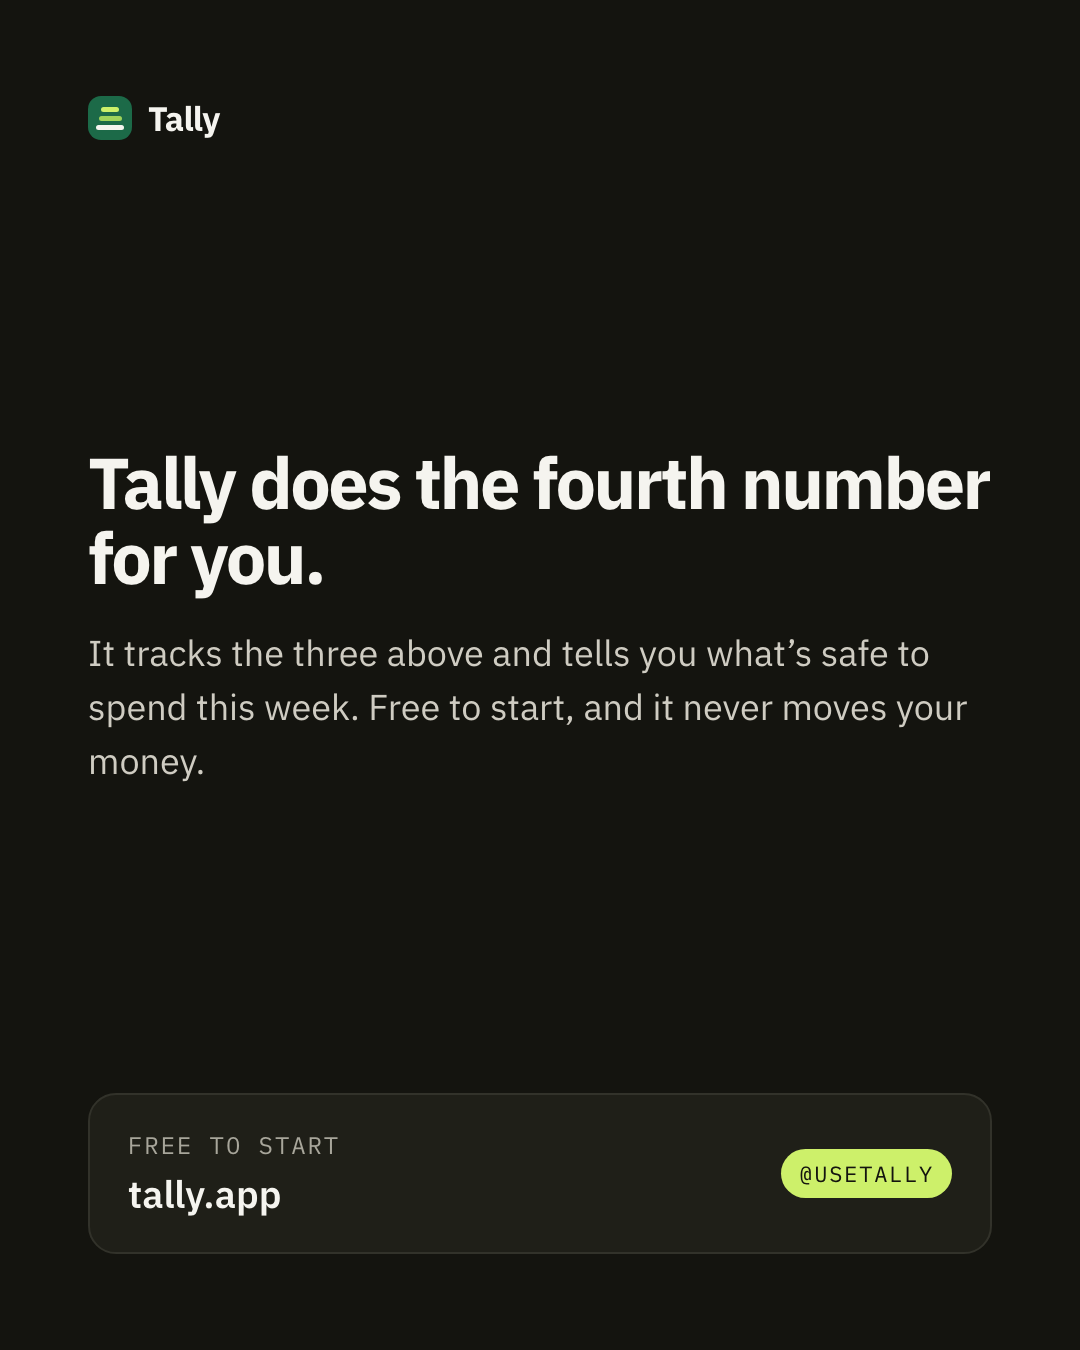 Tally
Tally does the fourth number
for you.
It tracks the three above and tells you what’s safe to
spend this week. Free to start, and it never moves your
money.
FREE TO START
tally.app
@USETALLY